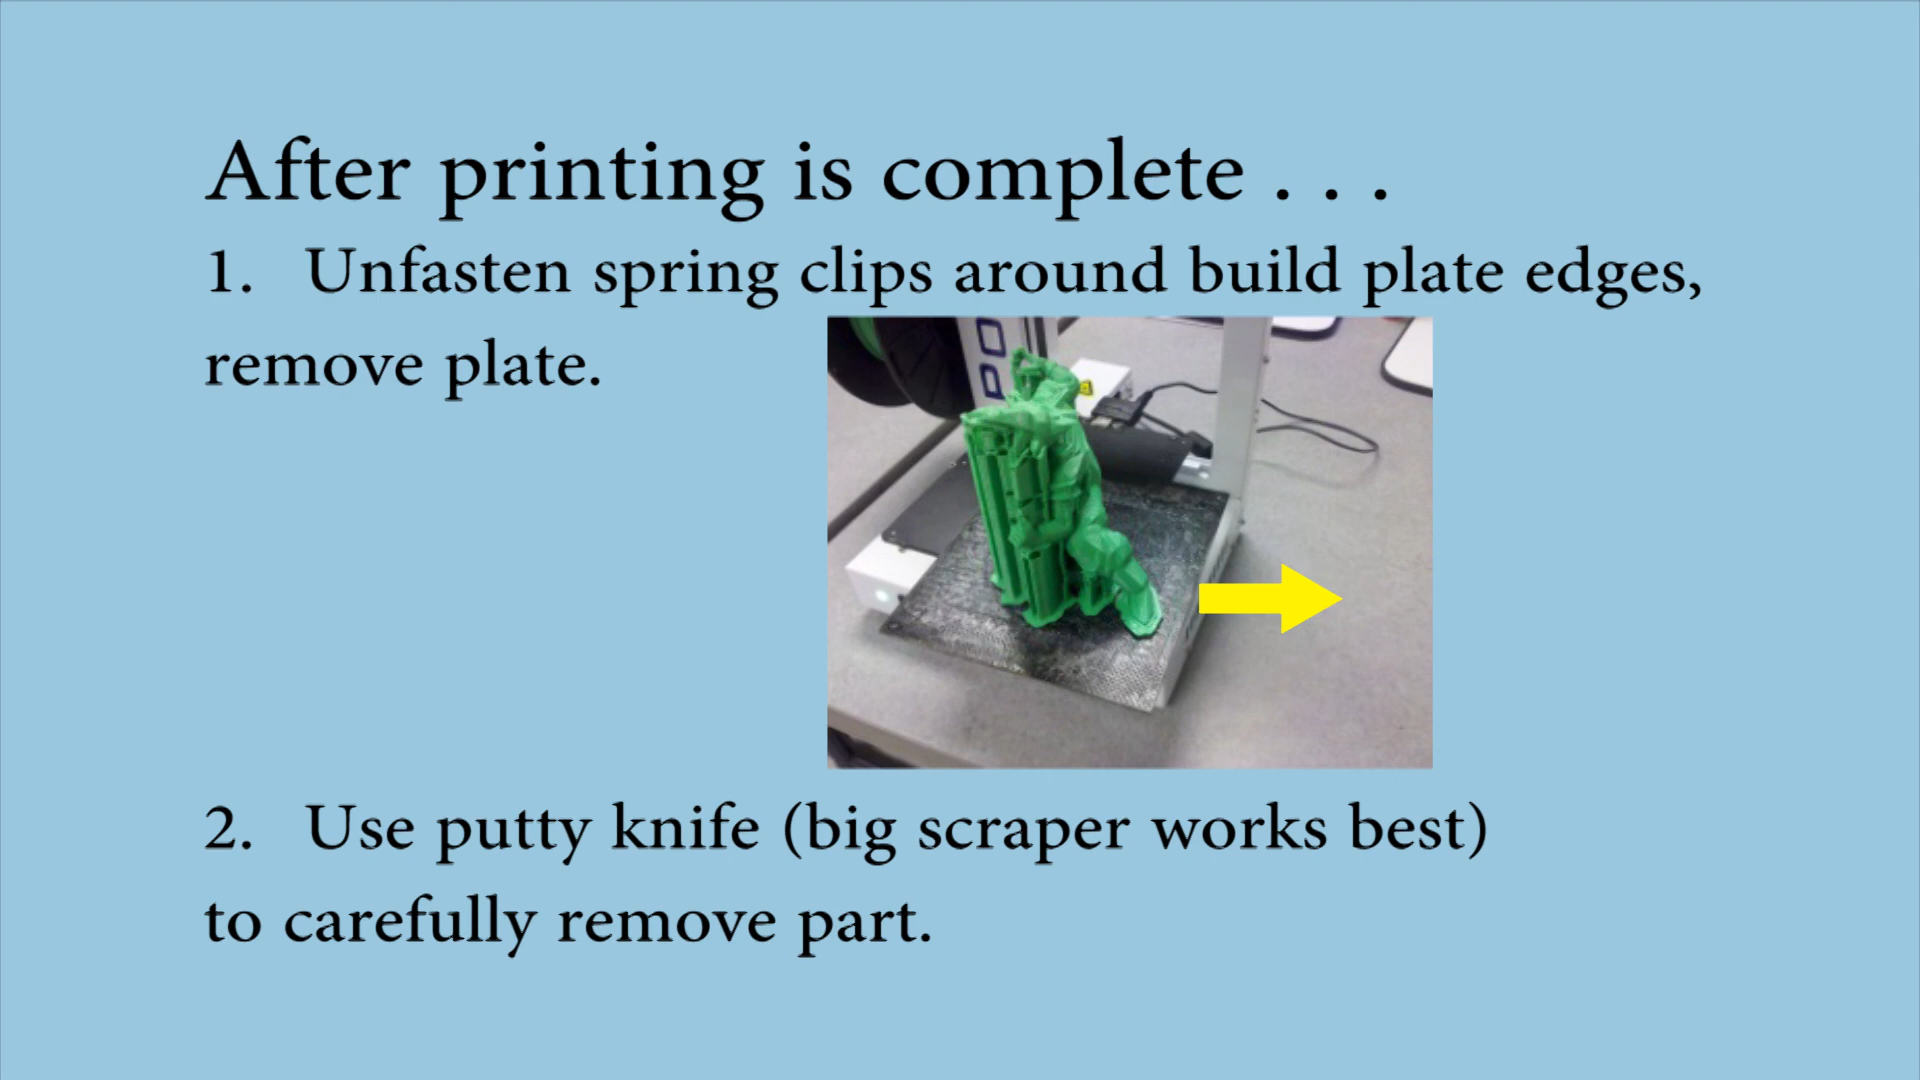 After printing is complete . . .
1. Unfasten spring clips around build plate edges,
remove plate.
2. Use putty knife (big scraper works best)
to carefully remove part.